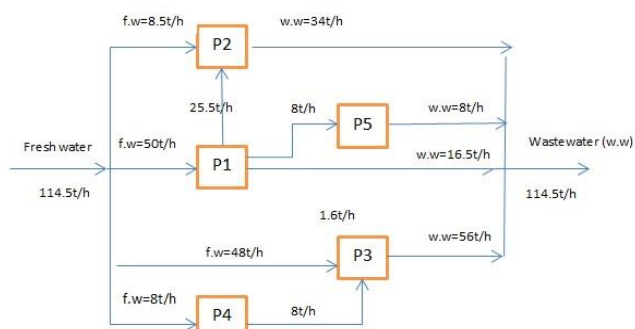 f.w=8.5t/h
P2
w.w=34t/h
25.5t/h
8t/h
P5
w.w=8t/h
Fresh water
f.w=50t/h
P1
w.w=16.5t/h
Wastewater (w.w)
114.5t/h
114.5t/h
1.6t/h
f.w=48t/h
P3
w.w=56t/h
f.w=8t/h
P4
8t/h